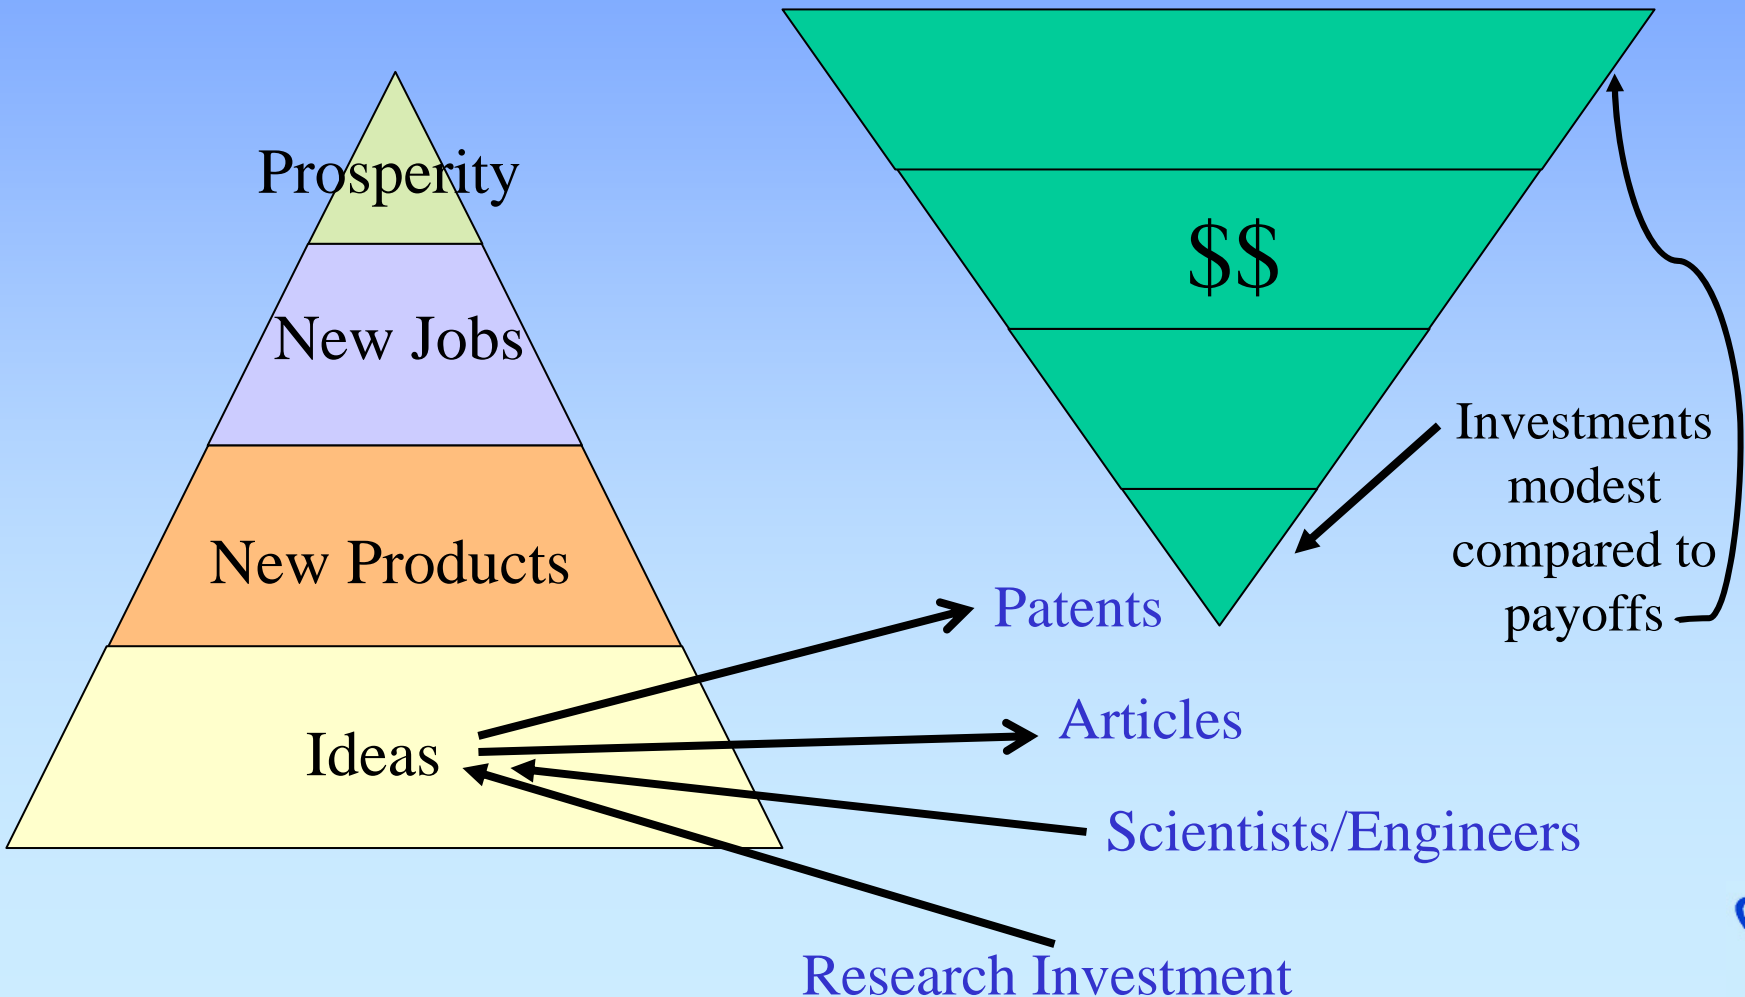 Prosperity
New Jobs
New Products
Ideas
$$
Investments
modest
compared to
payoffs
Patents
Articles
Scientists/Engineers
Research Investment